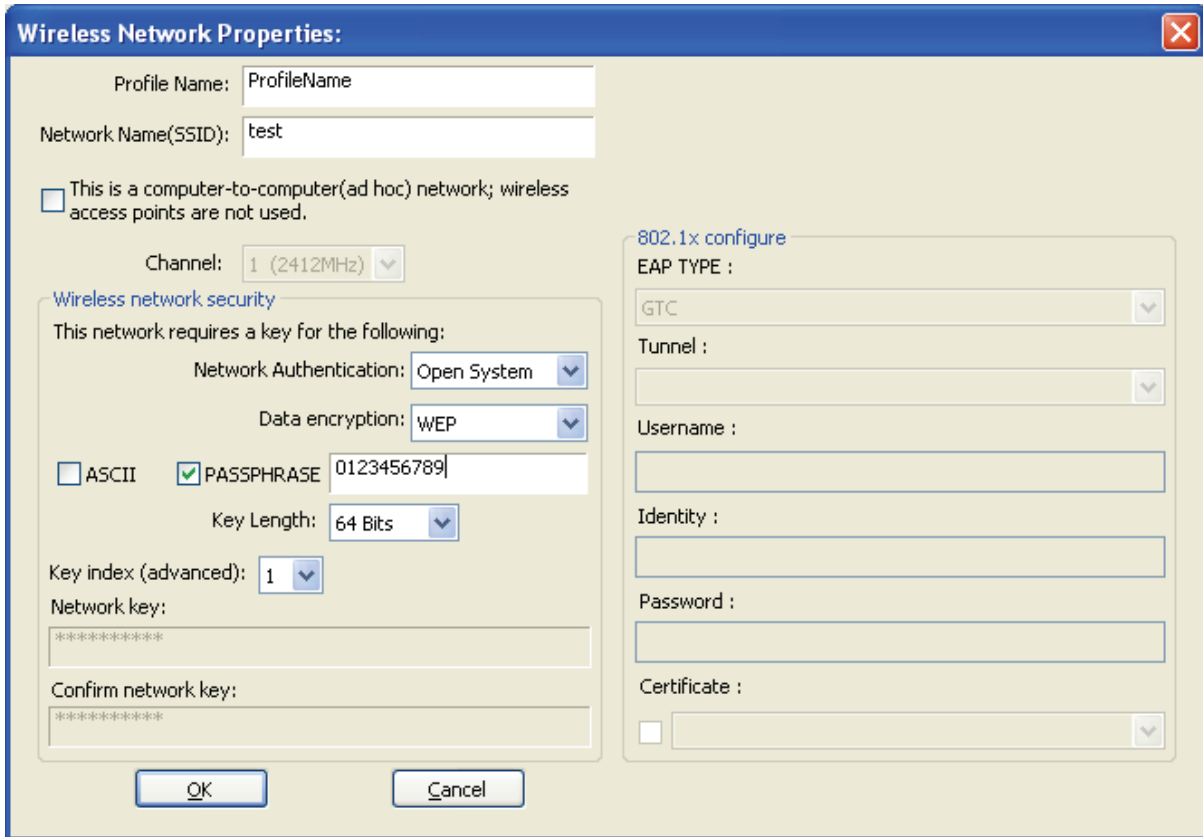 Wireless Network Properties:
Profile Name: ProfileName
Network Name(SSID): test
This is a computer-to-computer(ad hoc) network; wireless
access points are not used.
Channel: 1 (2412MHz)
Wireless network security
This network requires a key for the following:
Network Authentication: Open System
Data encryption: WEP
ASCII PASSPHRASE 0123456789
Key Length: 64 Bits
Key index (advanced): 1
Network key:
**********
Confirm network key:
**********
OK Cancel
802.1x configure
EAP TYPE :
GTC
Tunnel :
Username :
Identity :
Password :
Certificate :